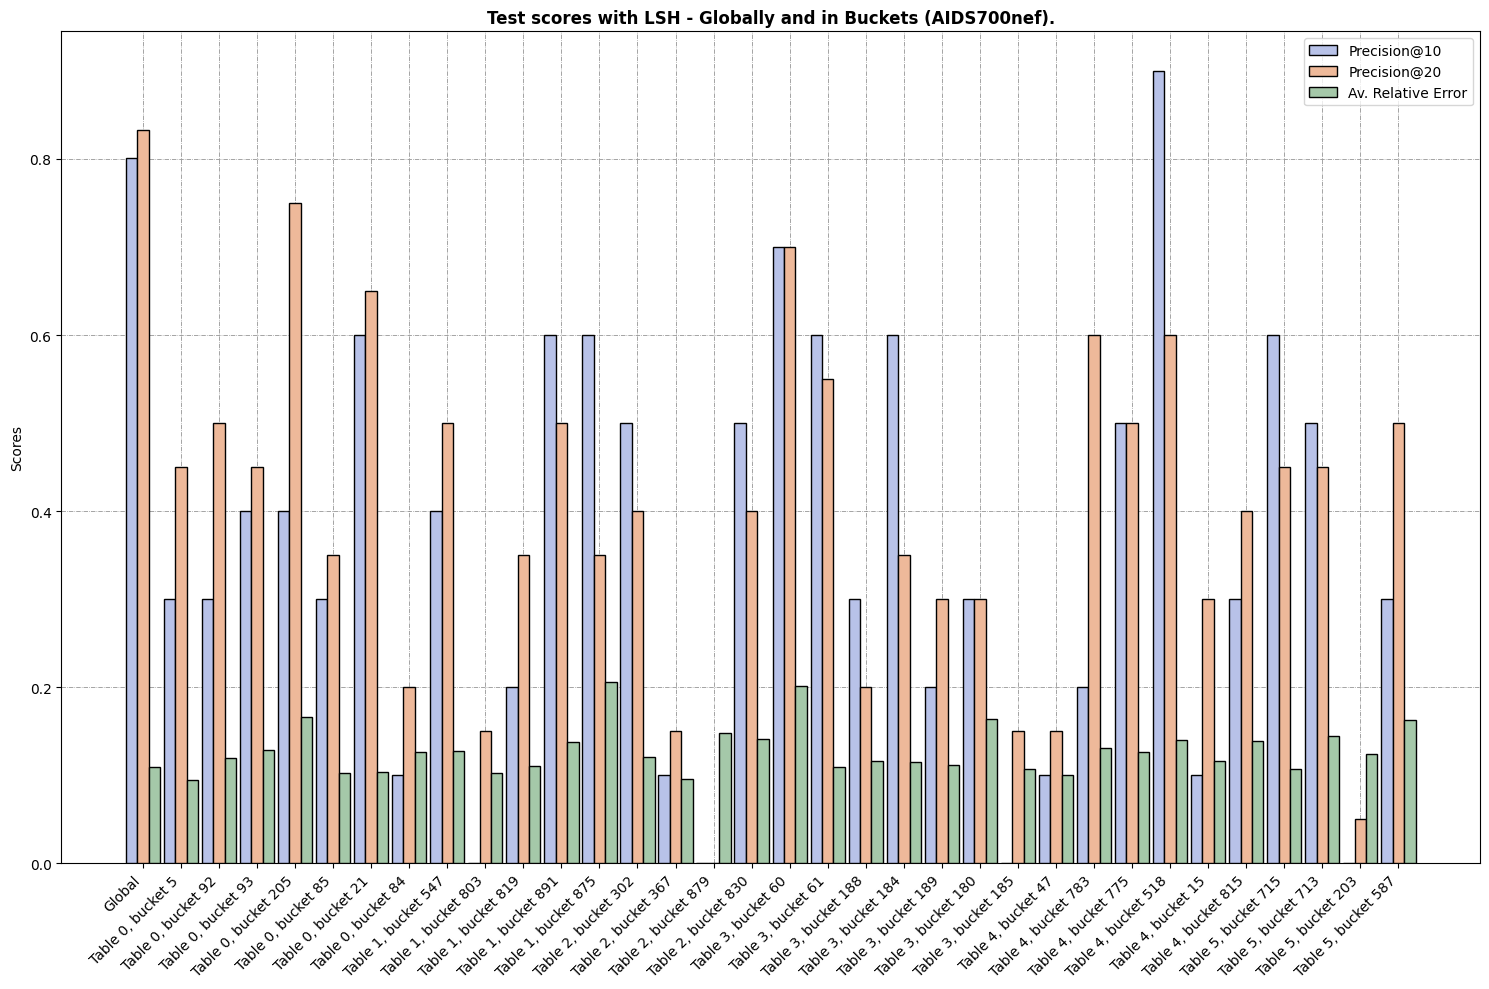 Test scores with LSH - Globally and in Buckets (AIDS700nef).
Precision@10
Precision@20
Av. Relative Error
Scores
0.8
0.6
0.4
0.2
0.0
Global
Table 0, bucket 5
Table 0, bucket 92
Table 0, bucket 93
Table 0, bucket 205
Table 0, bucket 85
Table 0, bucket 21
Table 0, bucket 84
Table 1, bucket 547
Table 1, bucket 803
Table 1, bucket 819
Table 1, bucket 891
Table 1, bucket 875
Table 2, bucket 302
Table 2, bucket 367
Table 2, bucket 879
Table 2, bucket 830
Table 3, bucket 60
Table 3, bucket 61
Table 3, bucket 188
Table 3, bucket 184
Table 3, bucket 189
Table 3, bucket 180
Table 3, bucket 185
Table 4, bucket 47
Table 4, bucket 783
Table 4, bucket 775
Table 4, bucket 518
Table 4, bucket 15
Table 4, bucket 815
Table 5, bucket 715
Table 5, bucket 713
Table 5, bucket 203
Table 5, bucket 587